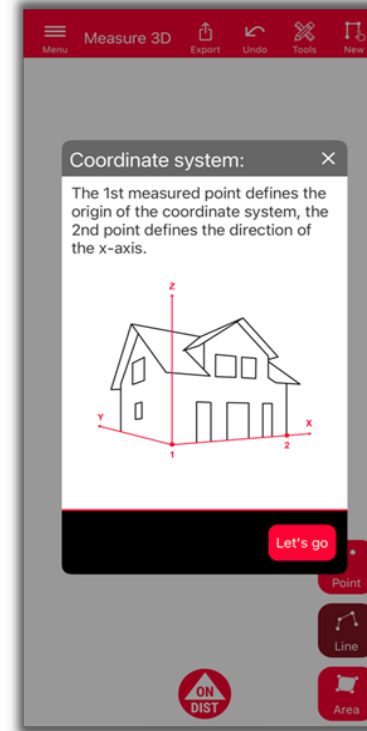 Menu
Measure 3D
Export
Undo
Tools
New
Coordinate system:
The 1st measured point defines the
origin of the coordinate system, the
2nd point defines the direction of
the x-axis.
Z
Y
X
1
2
Let's go
Point
Line
ON
DIST
Area